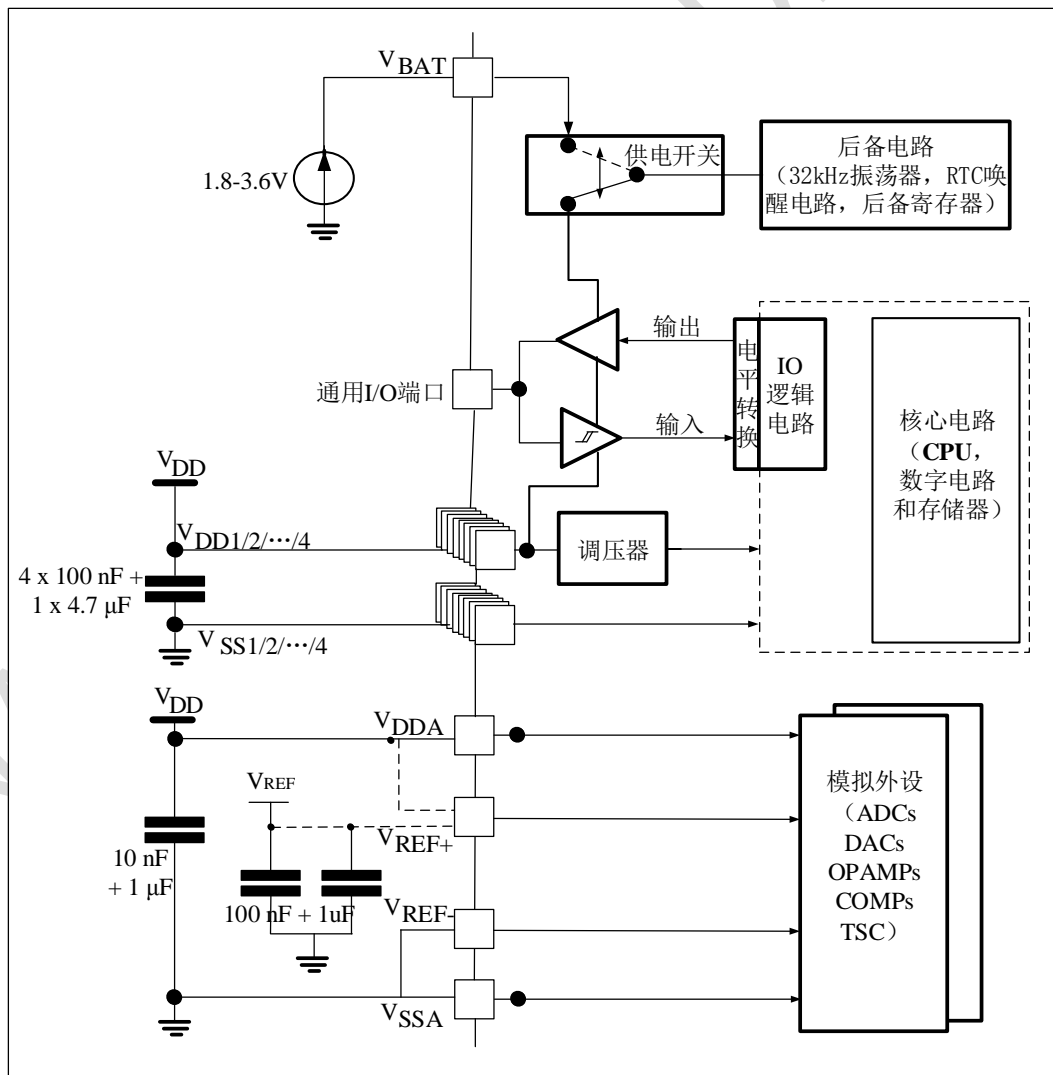 VBAT
1.8-3.6V
供电开关
后备电路
（32kHz振荡器，RTC唤
醒电路，后备寄存器）
输出
通用I/O端口
输入
电
平
转
换
IO
逻辑
电路
核心电路
（CPU，
数字电路
和存储器）
VDD
VDD1/2/…/4
调压器
4 x 100 nF +
1 x 4.7 μF
VSS1/2/…/4
VDD
VDDA
VREF
VREF+
10 nF
+ 1 μF
100 nF + 1uF
VREF-
VSSA
模拟外设
（ADCs
DACs
OPAMPs
COMPs
TSC）